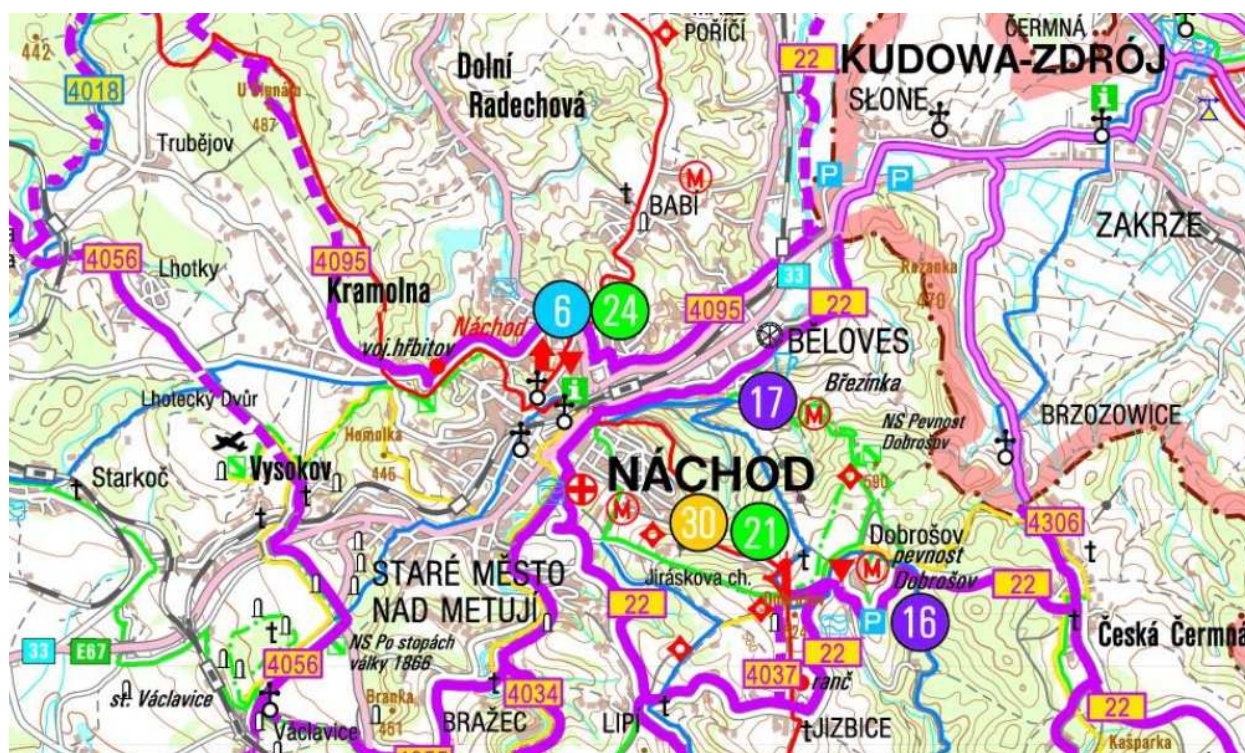 442
POŘÍČÍ
ČERMNÁ
22
KUDOWA-ZDRÓJ
Dolní
Radechová
4018
487
SŁONE
Trubějov
P
P
M
BABÍ
ZAKRZE
4056
Lhotky
4095
33
Kramolna
6
24
4095
22
470
Náchod
voj.hřbitov
BĚLOVES
Březinka
Lhotecký Dvůr
17
M
NS Pevnost
Dobrošov
BRZOZOWICE
Homolka
445
Vysokov
Starkoč
NÁCHOD
590
M
30
21
4306
Dobrošov
pevnost
Dobrošov
M
STARÉ MĚSTO
NAD METUJÍ
Jiráskova ch.
22
22
P
16
624
33
E67
4056
NS Po stopách
války 1866
22
Česká Čermná
4037
ranč
st. Václavice
Branka
451
4034
22
Václavice
BRAŽEC
LIPÍ
JIZBICE
Kašparka